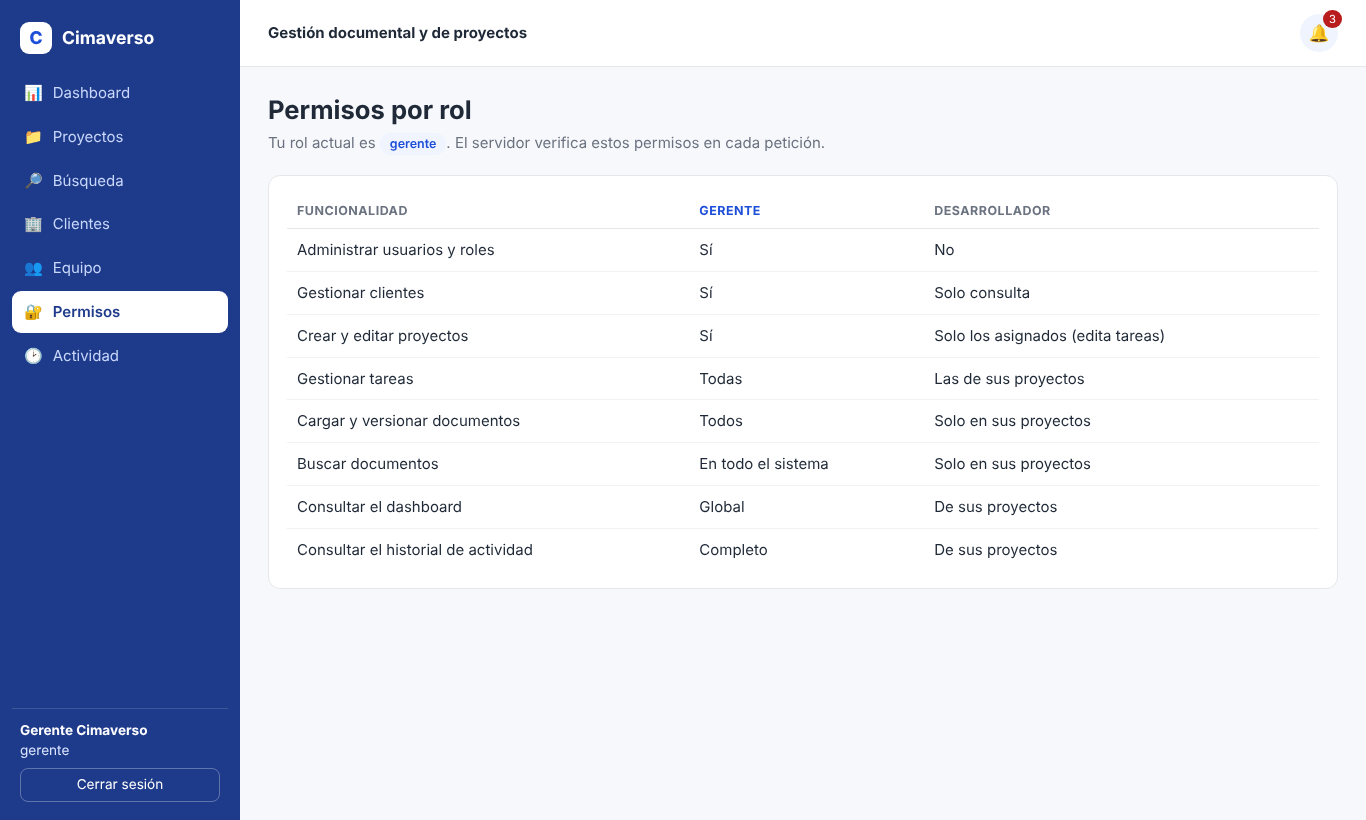 C Cimaverso
Dashboard
Proyectos
Búsqueda
Clientes
Equipo
Permisos
Actividad
Gerente Cimaverso
gerente
Cerrar sesión
Gestión documental y de proyectos
3
Permisos por rol
Tu rol actual es gerente . El servidor verifica estos permisos en cada petición.
FUNCIONALIDAD GERENTE DESARROLLADOR
Administrar usuarios y roles Sí No
Gestionar clientes Sí Solo consulta
Crear y editar proyectos Sí Solo los asignados (edita tareas)
Gestionar tareas Todas Las de sus proyectos
Cargar y versionar documentos Todos Solo en sus proyectos
Buscar documentos En todo el sistema Solo en sus proyectos
Consultar el dashboard Global De sus proyectos
Consultar el historial de actividad Completo De sus proyectos